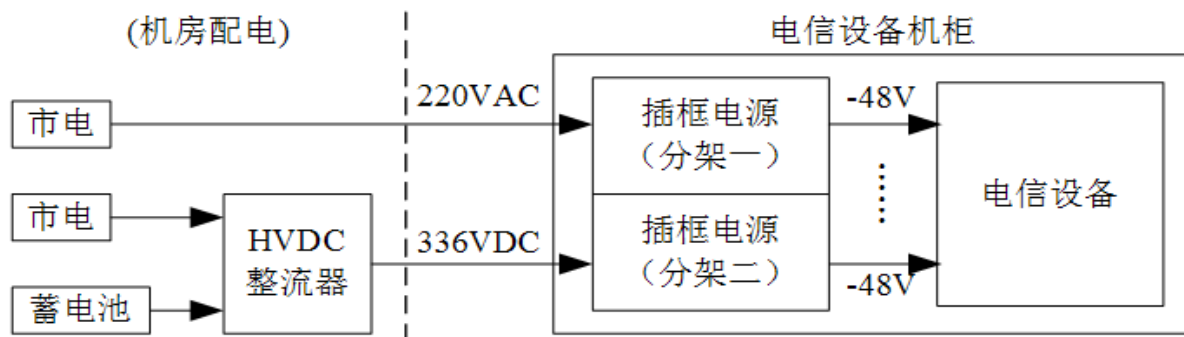 (机房配电)
电信设备机柜
市电
220VAC
插框电源
（分架一）
-48V
电信设备
市电
HVDC
整流器
336VDC
插框电源
（分架二）
-48V
蓄电池